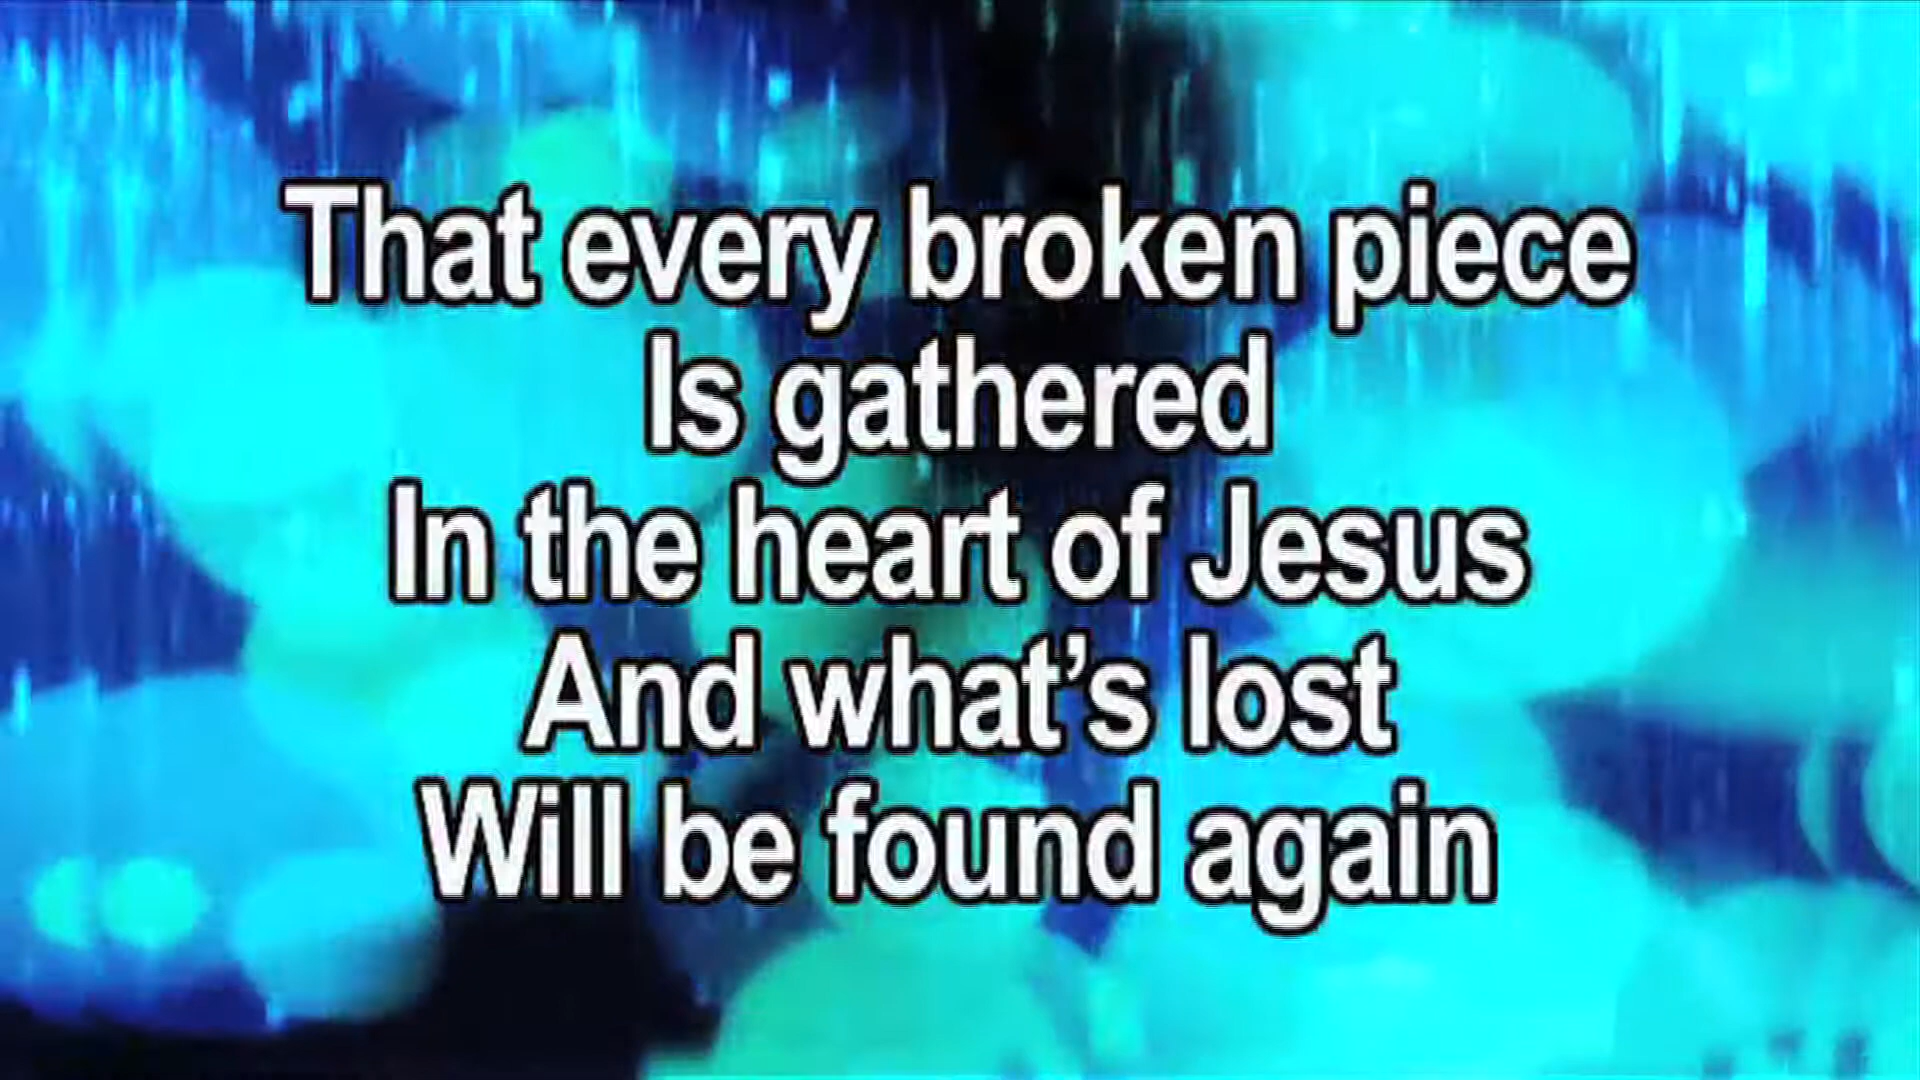 That every broken piece
Is gathered
In the heart of Jesus
And what’s lost
Will be found again